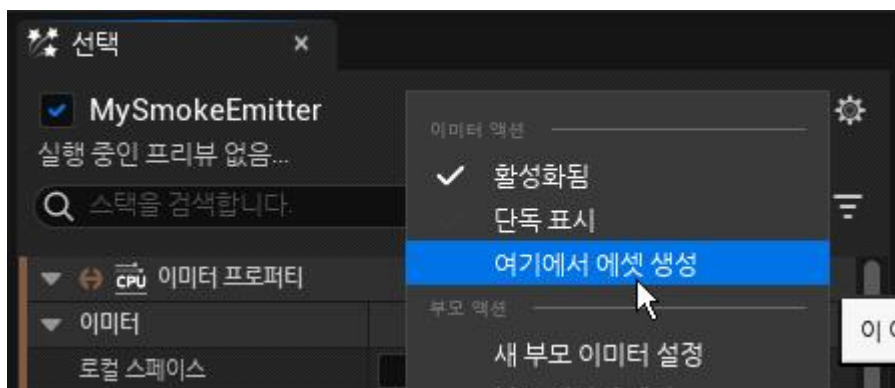 선택
MySmokeEmitter
실행 중인 프리뷰 없음...
스택을 검색합니다.
CPU 이미터 프로퍼티
이미터
로컬 스페이스
이미터 액션
활성화됨
단독 표시
여기에서 에셋 생성
부모 액션
새 부모 이미터 설정
이